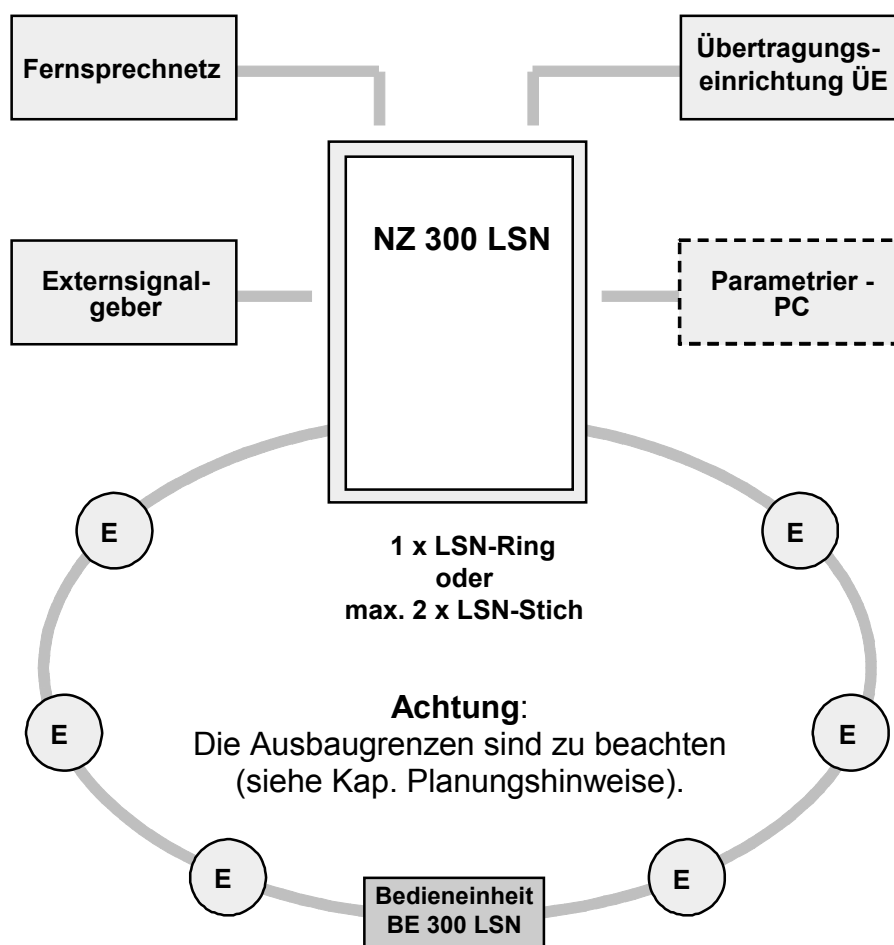 Fernsprechnetz
Übertragungs-
einrichtung ÜE
NZ 300 LSN
Externsignal-
geber
Parametrier -
PC
E
E
1 x LSN-Ring
oder
max. 2 x LSN-Stich
Achtung:
Die Ausbaugrenzen sind zu beachten
(siehe Kap. Planungshinweise).
E
E
E
E
Bedieneinheit
BE 300 LSN